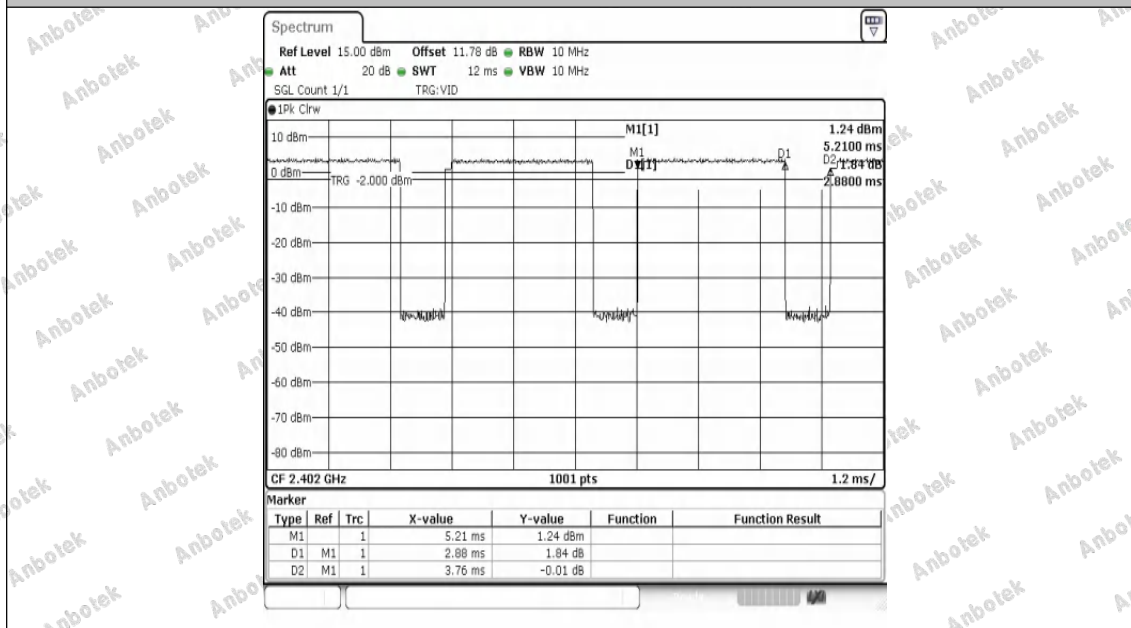 Spectrum
Ref Level 15.00 dBm Offset 11.78 dB RBW 10 MHz
Att 20 dB SWT 12 ms VBW 10 MHz
SGL Count 1/1 TRG:VID
1Pk Clrw
M1[1] 1.24 dBm
5.2100 ms
D1[1] 1.84 dB
2.8800 ms
M1
D1
D2
10 dBm
0 dBm
TRG -2.000 dBm
-10 dBm
-20 dBm
-30 dBm
-40 dBm
-50 dBm
-60 dBm
-70 dBm
-80 dBm
CF 2.402 GHz 1001 pts 1.2 ms/
Marker
Type Ref Trc X-value Y-value Function Function Result
M1 1 5.21 ms 1.24 dBm
D1 M1 1 2.88 ms 1.84 dB
D2 M1 1 3.76 ms -0.01 dB
Anbotek